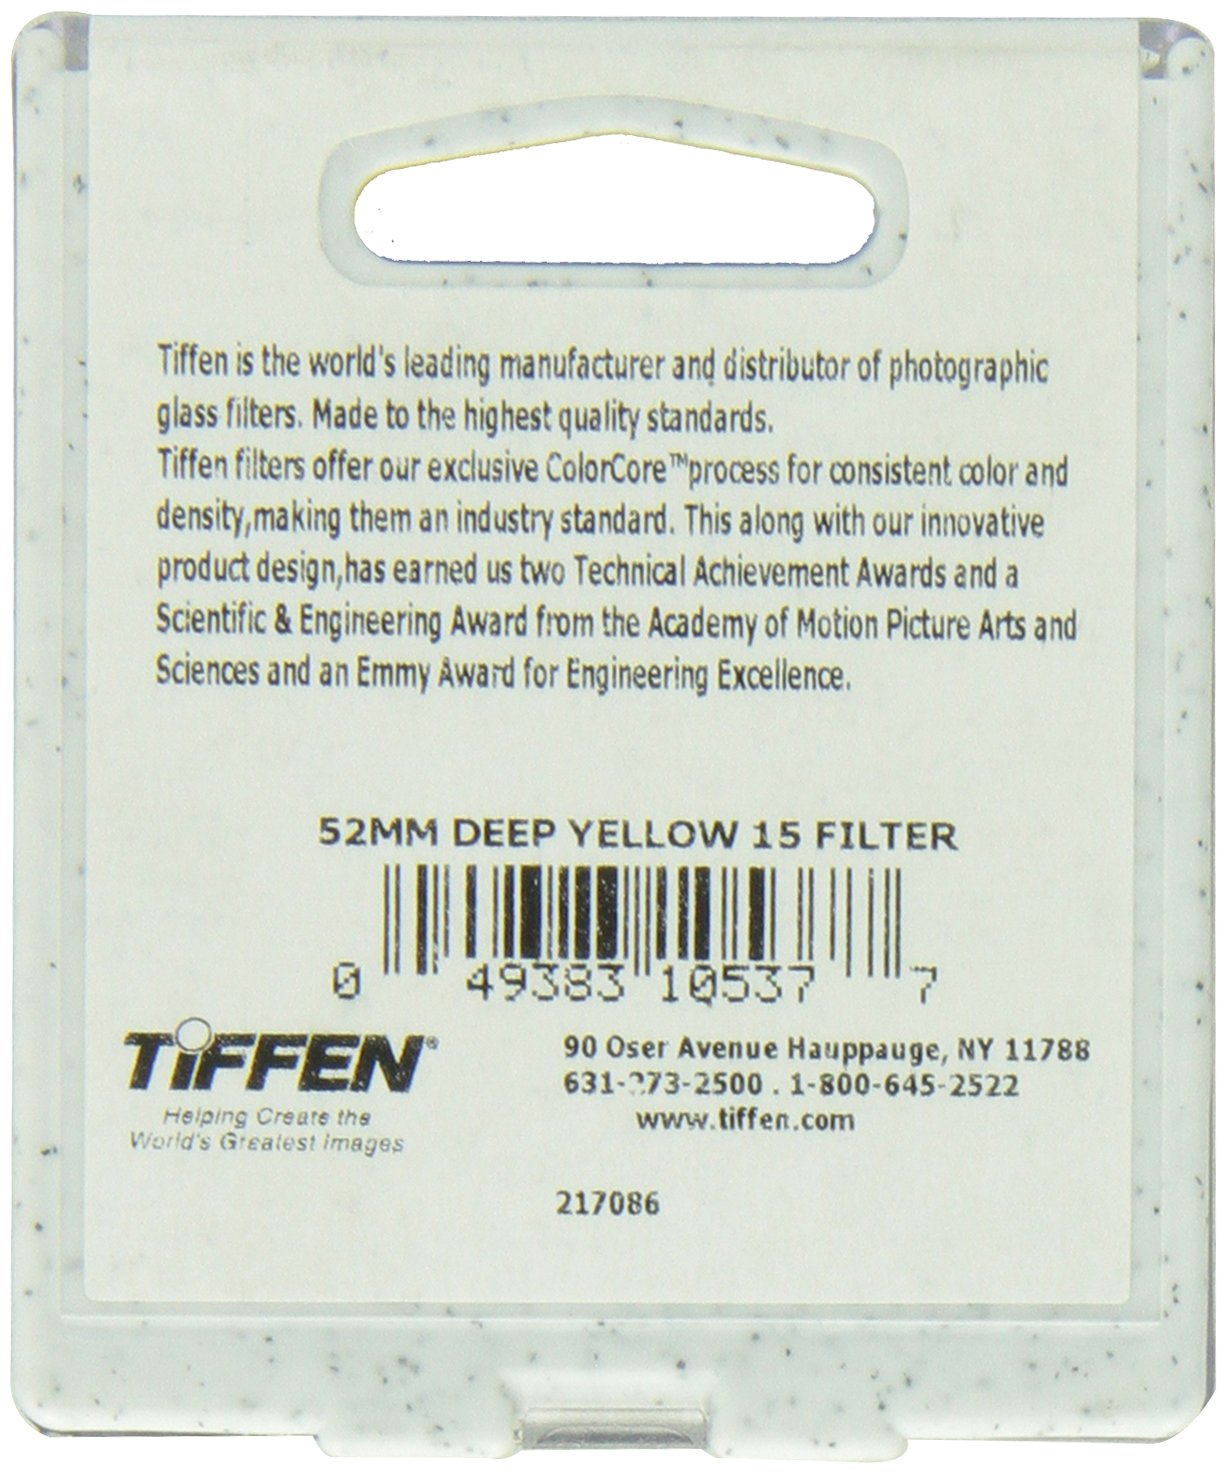 Tiffen is the world's leading manufacturer and distributor of photographic
glass filters. Made to the highest quality standards.
Tiffen filters offer our exclusive ColorCore™process for consistent color and
density,making them an industry standard. This along with our innovative
product design,has earned us two Technical Achievement Awards and a
Scientific & Engineering Award from the Academy of Motion Picture Arts and
Sciences and an Emmy Award for Engineering Excellence.
52MM DEEP YELLOW 15 FILTER
0 49383 10537 7
TIFFEN®
Helping Create the
World's Greatest Images
90 Oser Avenue Hauppauge, NY 11788
631-273-2500 . 1-800-645-2522
www.tiffen.com
217086